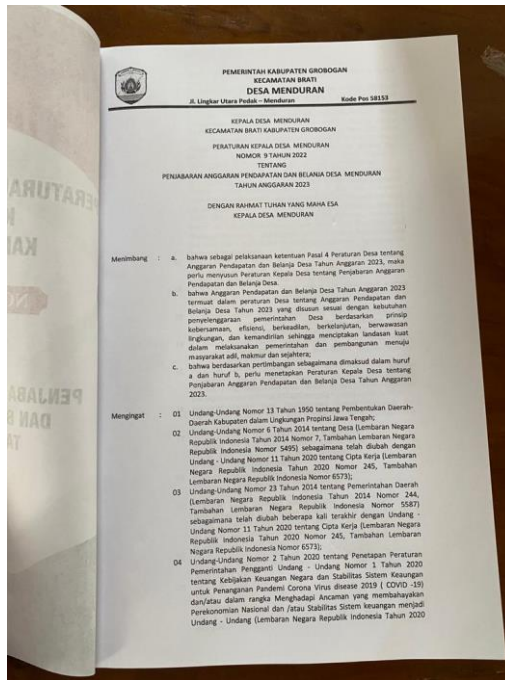 PEMERINTAH KABUPATEN GROBOGAN
KECAMATAN BRATI
DESA MENDURAN
Jl. Lingkar Utara Pedak – Menduran Kode Pos 58153
KEPALA DESA MENDURAN
KECAMATAN BRATI KABUPATEN GROBOGAN
PERATURAN KEPALA DESA MENDURAN
NOMOR 9 TAHUN 2022
TENTANG
PENJABARAN ANGGARAN PENDAPATAN DAN BELANJA DESA MENDURAN
TAHUN ANGGARAN 2023
DENGAN RAHMAT TUHAN YANG MAHA ESA
KEPALA DESA MENDURAN
Menimbang : a. bahwa sebagai pelaksanaan ketentuan Pasal 4 Peraturan Desa tentang
Anggaran Pendapatan dan Belanja Desa Tahun Anggaran 2023, maka
perlu menyusun Peraturan Kepala Desa tentang Penjabaran Anggaran
Pendapatan dan Belanja Desa.
b. bahwa Anggaran Pendapatan dan Belanja Desa Tahun Anggaran 2023
termuat dalam peraturan Desa tentang Anggaran Pendapatan dan
Belanja Desa Tahun 2023 yang disusun sesuai dengan kebutuhan
penyelenggaraan pemerintahan Desa berdasarkan prinsip
kebersamaan, efisiensi, berkeadilan, berkelanjutan, berwawasan
lingkungan, dan kemandirian sehingga menciptakan landasan kuat
dalam melaksanakan pemerintahan dan pembangunan menuju
masyarakat adil, makmur dan sejahtera;
c. bahwa berdasarkan pertimbangan sebagaimana dimaksud dalam huruf
a dan huruf b, perlu menetapkan Peraturan Kepala Desa tentang
Penjabaran Anggaran Pendapatan dan Belanja Desa Tahun Anggaran
2023.
Mengingat : 01 Undang-Undang Nomor 13 Tahun 1950 tentang Pembentukan Daerah-
Daerah Kabupaten dalam Lingkungan Propinsi Jawa Tengah;
02 Undang-Undang Nomor 6 Tahun 2014 tentang Desa (Lembaran Negara
Republik Indonesia Tahun 2014 Nomor 7, Tambahan Lembaran Negara
Republik Indonesia Nomor 5495) sebagaimana telah diubah dengan
Undang - Undang Nomor 11 Tahun 2020 tentang Cipta Kerja (Lembaran
Negara Republik Indonesia Tahun 2020 Nomor 245, Tambahan
Lembaran Negara Republik Indonesia Nomor 6573);
03 Undang-Undang Nomor 23 Tahun 2014 tentang Pemerintahan Daerah
(Lembaran Negara Republik Indonesia Tahun 2014 Nomor 244,
Tambahan Lembaran Negara Republik Indonesia Nomor 5587)
sebagaimana telah diubah beberapa kali terakhir dengan Undang -
Undang Nomor 11 Tahun 2020 tentang Cipta Kerja (Lembaran Negara
Republik Indonesia Tahun 2020 Nomor 245, Tambahan Lembaran
Negara Republik Indonesia Nomor 6573);
04 Undang-Undang Nomor 2 Tahun 2020 tentang Penetapan Peraturan
Pemerintahan Pengganti Undang - Undang Nomor 1 Tahun 2020
tentang Kebijakan Keuangan Negara dan Stabilitas Sistem Keaungan
untuk Penanganan Pandemi Corona Virus disease 2019 ( COVID -19)
dan/atau dalam rangka Menghadapi Ancaman yang membahayakan
Perekonomian Nasional dan /atau Stabilitas Sistem keuangan menjadi
Undang - Undang (Lembaran Negara Republik Indonesia Tahun 2020